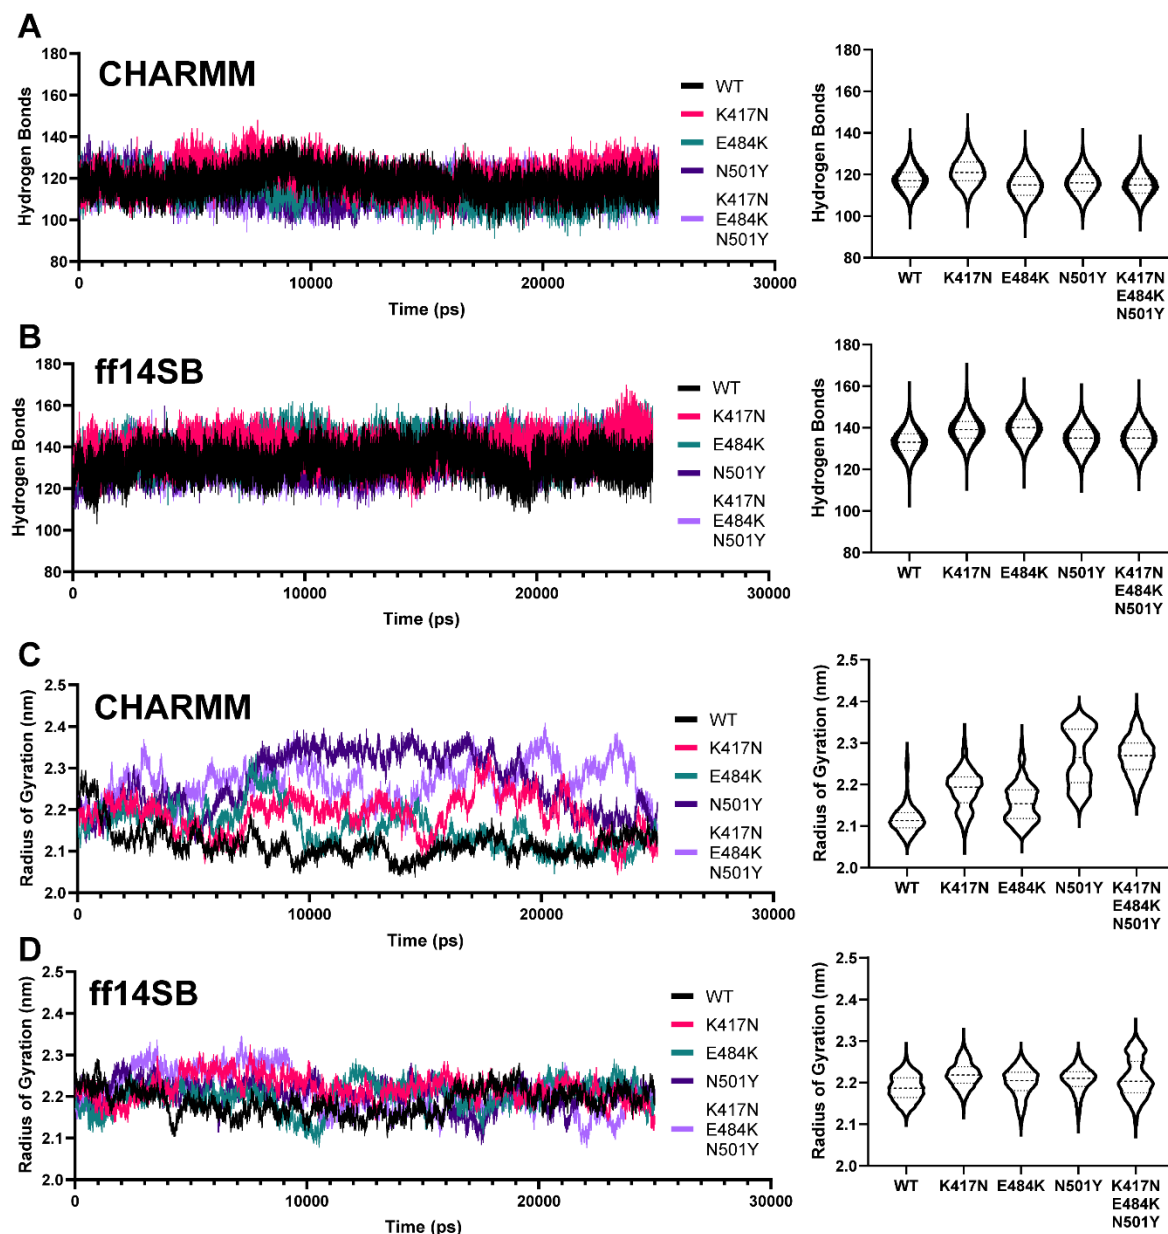 A
CHARMM
Hydrogen Bonds
180
160
140
120
100
80
0
10000
20000
30000
Time (ps)
WT
K417N
E484K
N501Y
K417N
E484K
N501Y
Hydrogen Bonds
180
160
140
120
100
80
WT
K417N
E484K
N501Y
K417N
E484K
N501Y
B
ff14SB
Hydrogen Bonds
180
160
140
120
100
80
0
10000
20000
30000
Time (ps)
WT
K417N
E484K
N501Y
K417N
E484K
N501Y
Hydrogen Bonds
180
160
140
120
100
80
WT
K417N
E484K
N501Y
K417N
E484K
N501Y
C
CHARMM
Radius of Gyration (nm)
2.5
2.4
2.3
2.2
2.1
2.0
0
10000
20000
30000
Time (ps)
WT
K417N
E484K
N501Y
K417N
E484K
N501Y
Radius of Gyration (nm)
2.5
2.4
2.3
2.2
2.1
2.0
WT
K417N
E484K
N501Y
K417N
E484K
N501Y
D
ff14SB
Radius of Gyration (nm)
2.5
2.4
2.3
2.2
2.1
2.0
0
10000
20000
30000
Time (ps)
WT
K417N
E484K
N501Y
K417N
E484K
N501Y
Radius of Gyration (nm)
2.5
2.4
2.3
2.2
2.1
2.0
WT
K417N
E484K
N501Y
K417N
E484K
N501Y